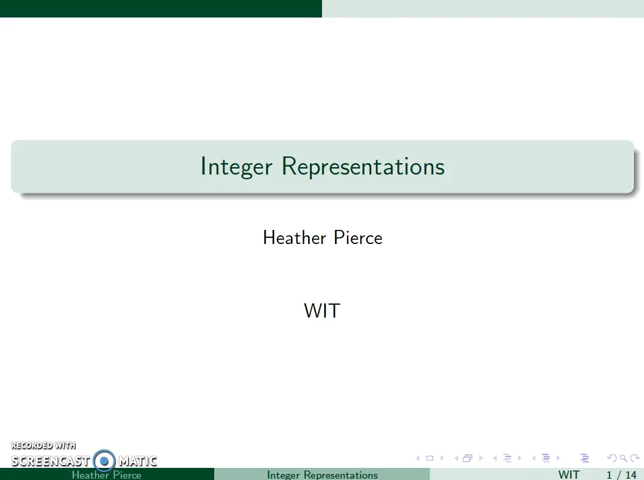 Integer Representations
Heather Pierce
WIT
RECORDED WITH
SCREENCAST MATIC
Heather Pierce Integer Representations WIT 1 / 14